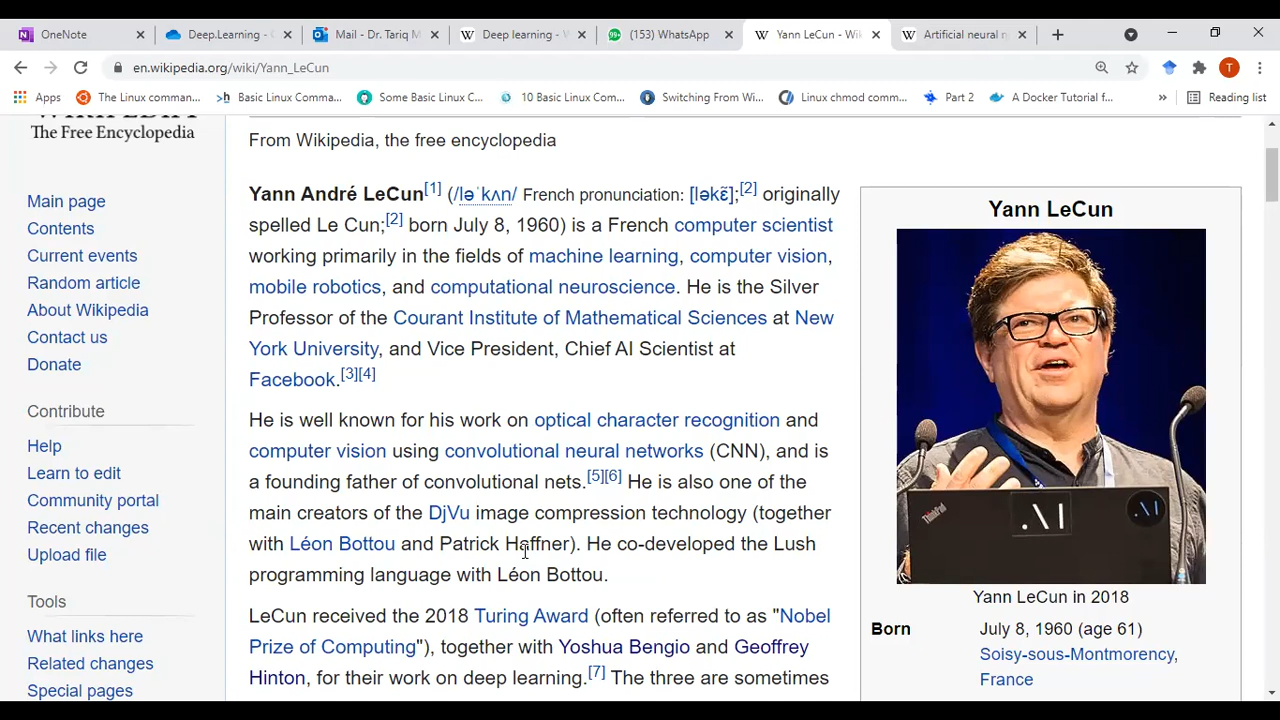 OneNote
Deep.Learning - (
Mail - Dr. Tariq M
Deep learning - W
99+ (153) WhatsApp
Yann LeCun - Wik
Artificial neural n
en.wikipedia.org/wiki/Yann_LeCun
T
Apps
The Linux comman...
Basic Linux Comma...
Some Basic Linux C...
10 Basic Linux Com...
Switching From Wi...
Linux chmod comm...
Part 2
A Docker Tutorial f...
»
Reading list
WIKIPEDIA
The Free Encyclopedia
Main page
Contents
Current events
Random article
About Wikipedia
Contact us
Donate
Contribute
Help
Learn to edit
Community portal
Recent changes
Upload file
Tools
What links here
Related changes
Special pages
From Wikipedia, the free encyclopedia
Yann André LeCun[1] (/ləˈkʌn/ French pronunciation: [ləkɛ̃];[2] originally
spelled Le Cun;[2] born July 8, 1960) is a French computer scientist
working primarily in the fields of machine learning, computer vision,
mobile robotics, and computational neuroscience. He is the Silver
Professor of the Courant Institute of Mathematical Sciences at New
York University, and Vice President, Chief AI Scientist at
Facebook.[3][4]
He is well known for his work on optical character recognition and
computer vision using convolutional neural networks (CNN), and is
a founding father of convolutional nets.[5][6] He is also one of the
main creators of the DjVu image compression technology (together
with Léon Bottou and Patrick Haffner). He co-developed the Lush
programming language with Léon Bottou.
LeCun received the 2018 Turing Award (often referred to as "Nobel
Prize of Computing"), together with Yoshua Bengio and Geoffrey
Hinton, for their work on deep learning.[7] The three are sometimes
Yann LeCun
ThinkPad
.\I
.\I
Yann LeCun in 2018
Born
July 8, 1960 (age 61)
Soisy-sous-Montmorency,
France